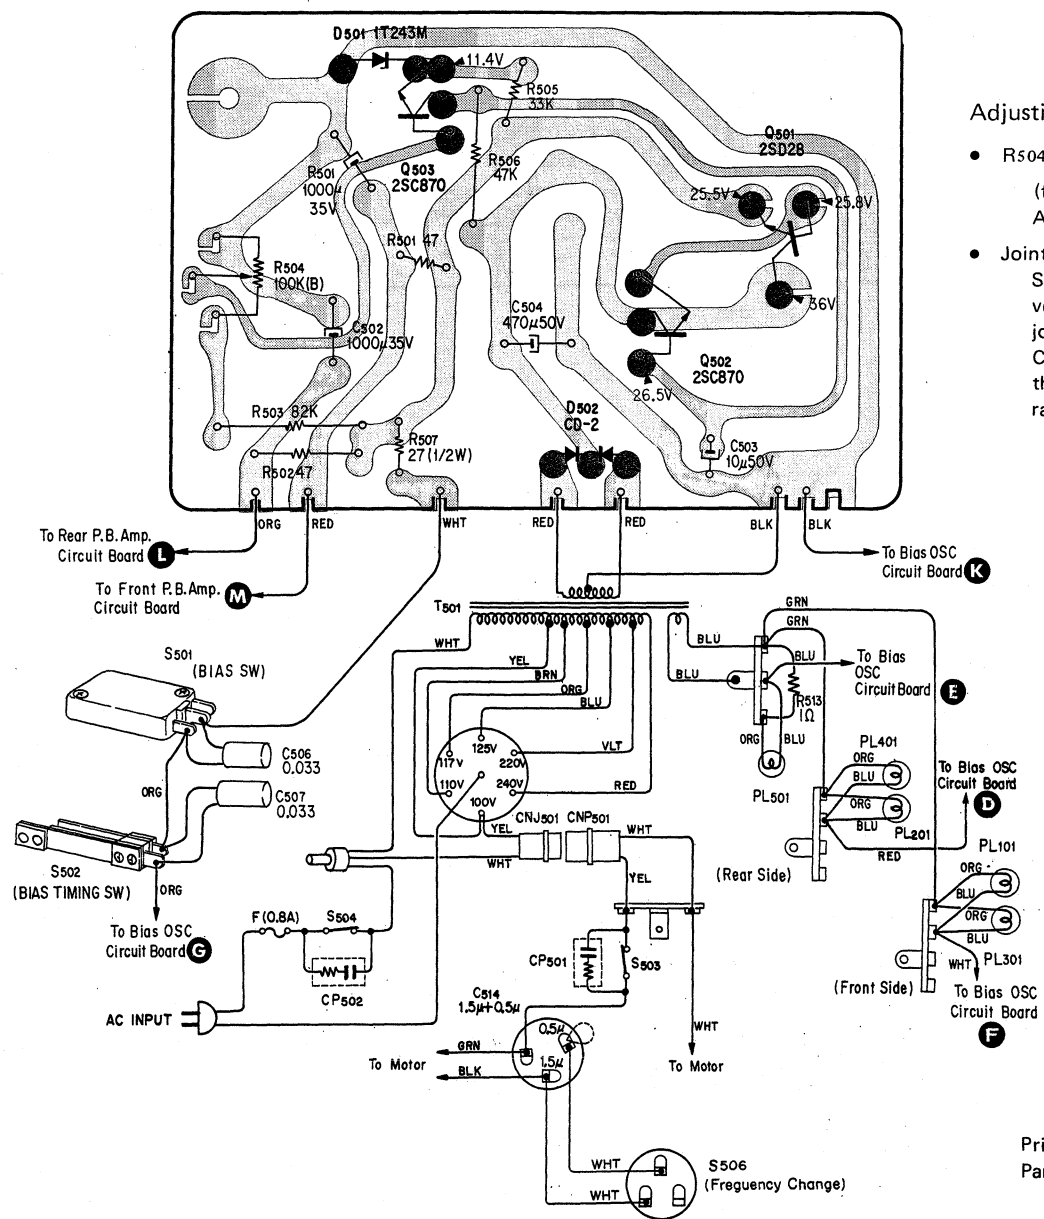 D501 1T243M
11.4V
R505
33K
Q501
2SD28
R501
1000μ
35V
Q503
2SC870
R506
47K
25.5V
25.8V
R501 47
R504
100K(B)
36V
C504
470μ50V
C502
1000μ35V
Q502
2SC870
26.5V
R503 82K
D502
CD-2
R507
27(1/2W)
C503
10μ50V
R502 47
ORG
RED
WHT
RED
RED
BLK
BLK
To Rear P.B.Amp.
Circuit Board L
To Front P.B.Amp.
Circuit Board M
To Bias OSC
Circuit Board K
T501
GRN
GRN
WHT
YEL
BRN
ORG
BLU
BLU
BLU
BLU
To Bias
OSC
Circuit Board E
R513
1Ω
S501
(BIAS SW)
C506
0.033
C507
0.033
ORG
125V
117V
220V
110V
240V
100V
VLT
RED
ORG
BLU
PL501
PL401
ORG
BLU
ORG
BLU
PL201
RED
To Bias OSC
Circuit Board
D
CNJ501
CNP501
YEL
WHT
WHT
YEL
S502
(BIAS TIMING SW)
ORG
To Bias OSC
Circuit Board G
(Rear Side)
PL101
ORG
BLU
ORG
BLU
PL301
WHT
(Front Side)
To Bias OSC
Circuit Board
F
F(0.8A)
S504
CP502
CP501
S503
AC INPUT
C514
1.5μ+0.5μ
0.5μ
1.5μ
GRN
BLK
To Motor
WHT
To Motor
WHT
WHT
S506
(Freguency Change)
Adjusti
• R504
(t
A
• Joint
S
ve
jo
C
th
ra
Pri
Par